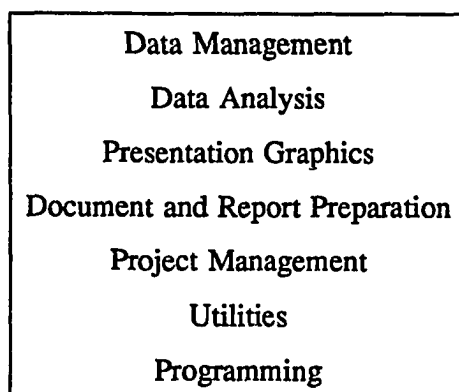 Data Management
Data Analysis
Presentation Graphics
Document and Report Preparation
Project Management
Utilities
Programming